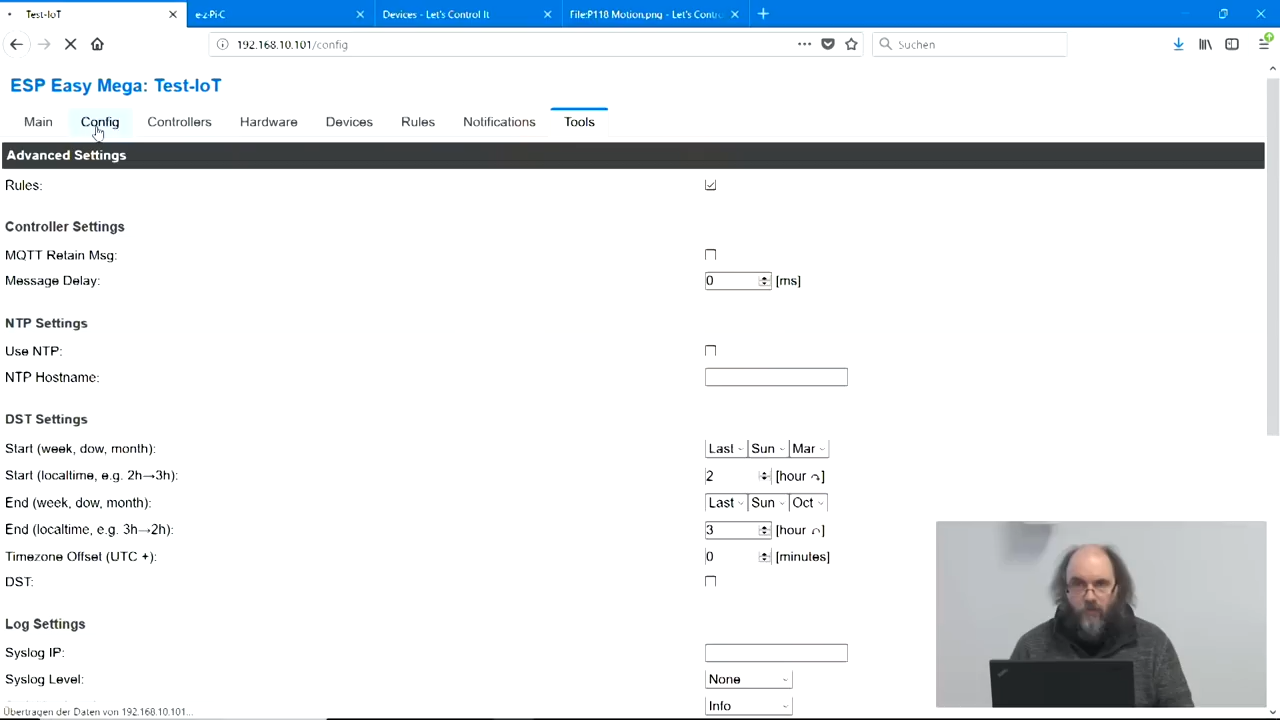 Test-IoT
e-z-Pi-C
Devices - Let's Control It
File:P118 Motion.png - Let's Contr
192.168.10.101/config
Suchen
ESP Easy Mega: Test-IoT
Main Config Controllers Hardware Devices Rules Notifications Tools
Advanced Settings
Rules:
Controller Settings
MQTT Retain Msg:
Message Delay: 0 [ms]
NTP Settings
Use NTP:
NTP Hostname:
DST Settings
Start (week, dow, month): Last Sun Mar
Start (localtime, e.g. 2h→3h): 2 [hour ↷]
End (week, dow, month): Last Sun Oct
End (localtime, e.g. 3h→2h): 3 [hour ↶]
Timezone Offset (UTC +): 0 [minutes]
DST:
Log Settings
Syslog IP:
Syslog Level: None
Info
Übertragen der Daten von 192.168.10.101...